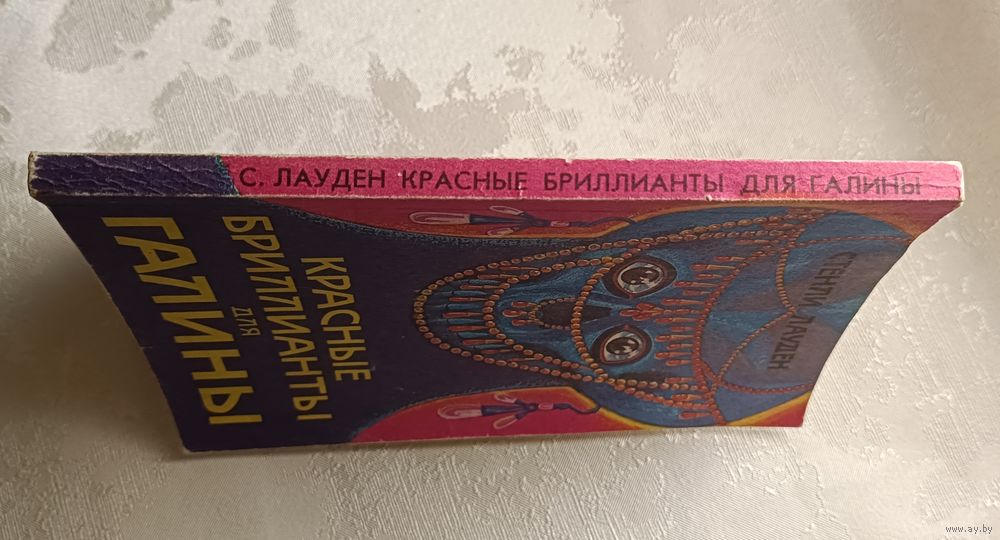 С. ЛАУДЕН КРАСНЫЕ БРИЛЛИАНТЫ ДЛЯ ГАЛИНЫ
СТЕНЛИ ЛАУДЕН
КРАСНЫЕ
БРИЛЛИАНТЫ
ДЛЯ
ГАЛИНЫ
www.ay.by